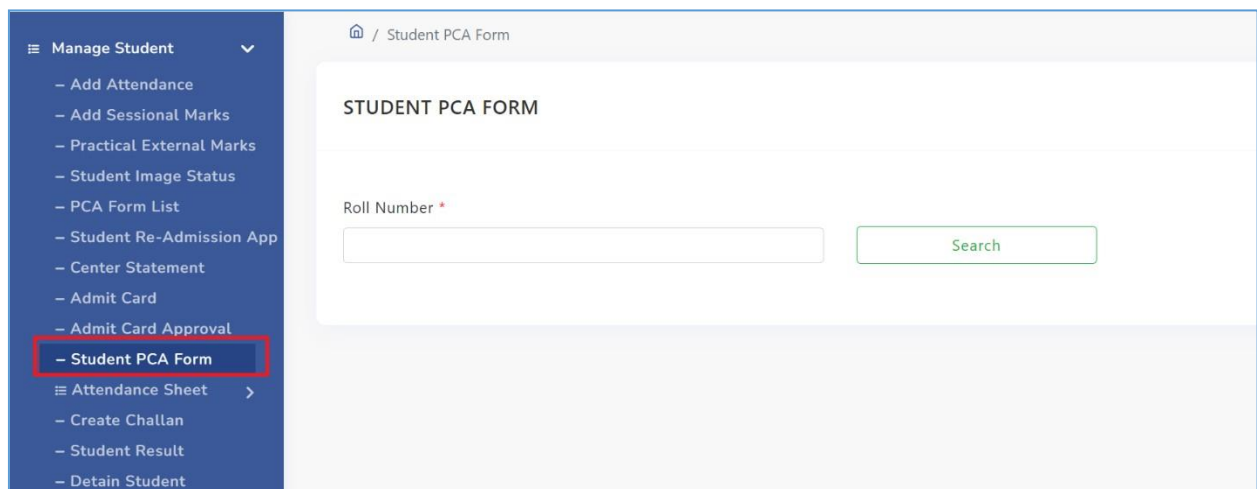 Manage Student
– Add Attendance
– Add Sessional Marks
– Practical External Marks
– Student Image Status
– PCA Form List
– Student Re-Admission App
– Center Statement
– Admit Card
– Admit Card Approval
– Student PCA Form
Attendance Sheet
– Create Challan
– Student Result
– Detain Student
/ Student PCA Form
STUDENT PCA FORM
Roll Number *
Search